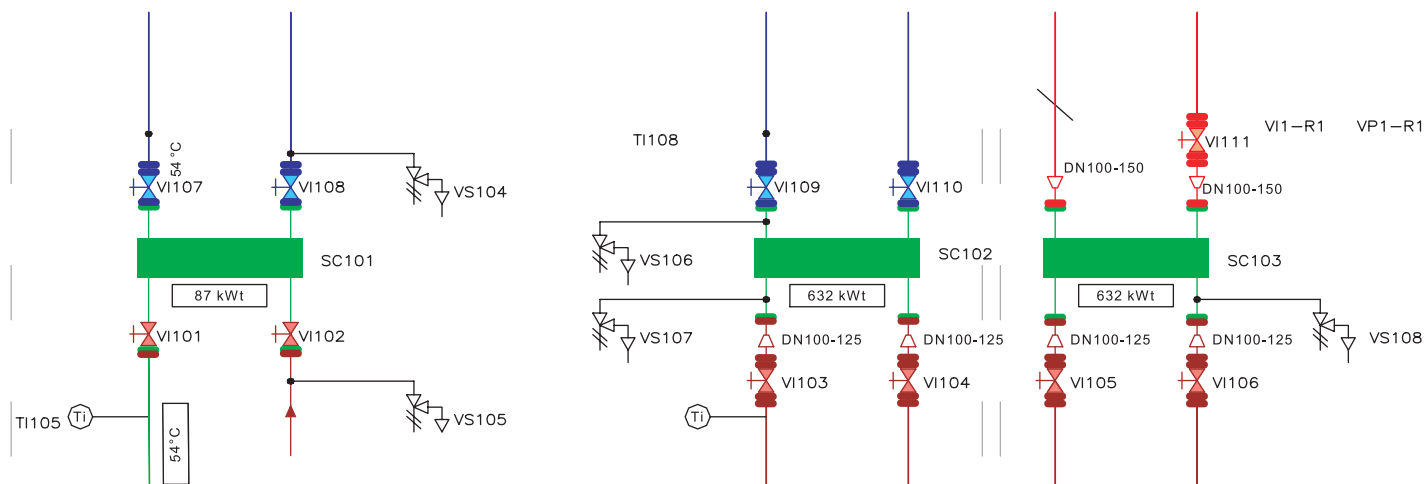 TI108
VI1-R1
VP1-R1
54 °C
VI111
DN100-150
VI107
VI108
VS104
VI109
VI110
DN100-150
SC101
VS106
SC102
SC103
87 kWt
632 kWt
632 kWt
VI101
VI102
VS107
DN100-125
DN100-125
DN100-125
DN100-125
VS108
VI103
VI104
VI105
VI106
TI105
Ti
54°C
VS105
Ti